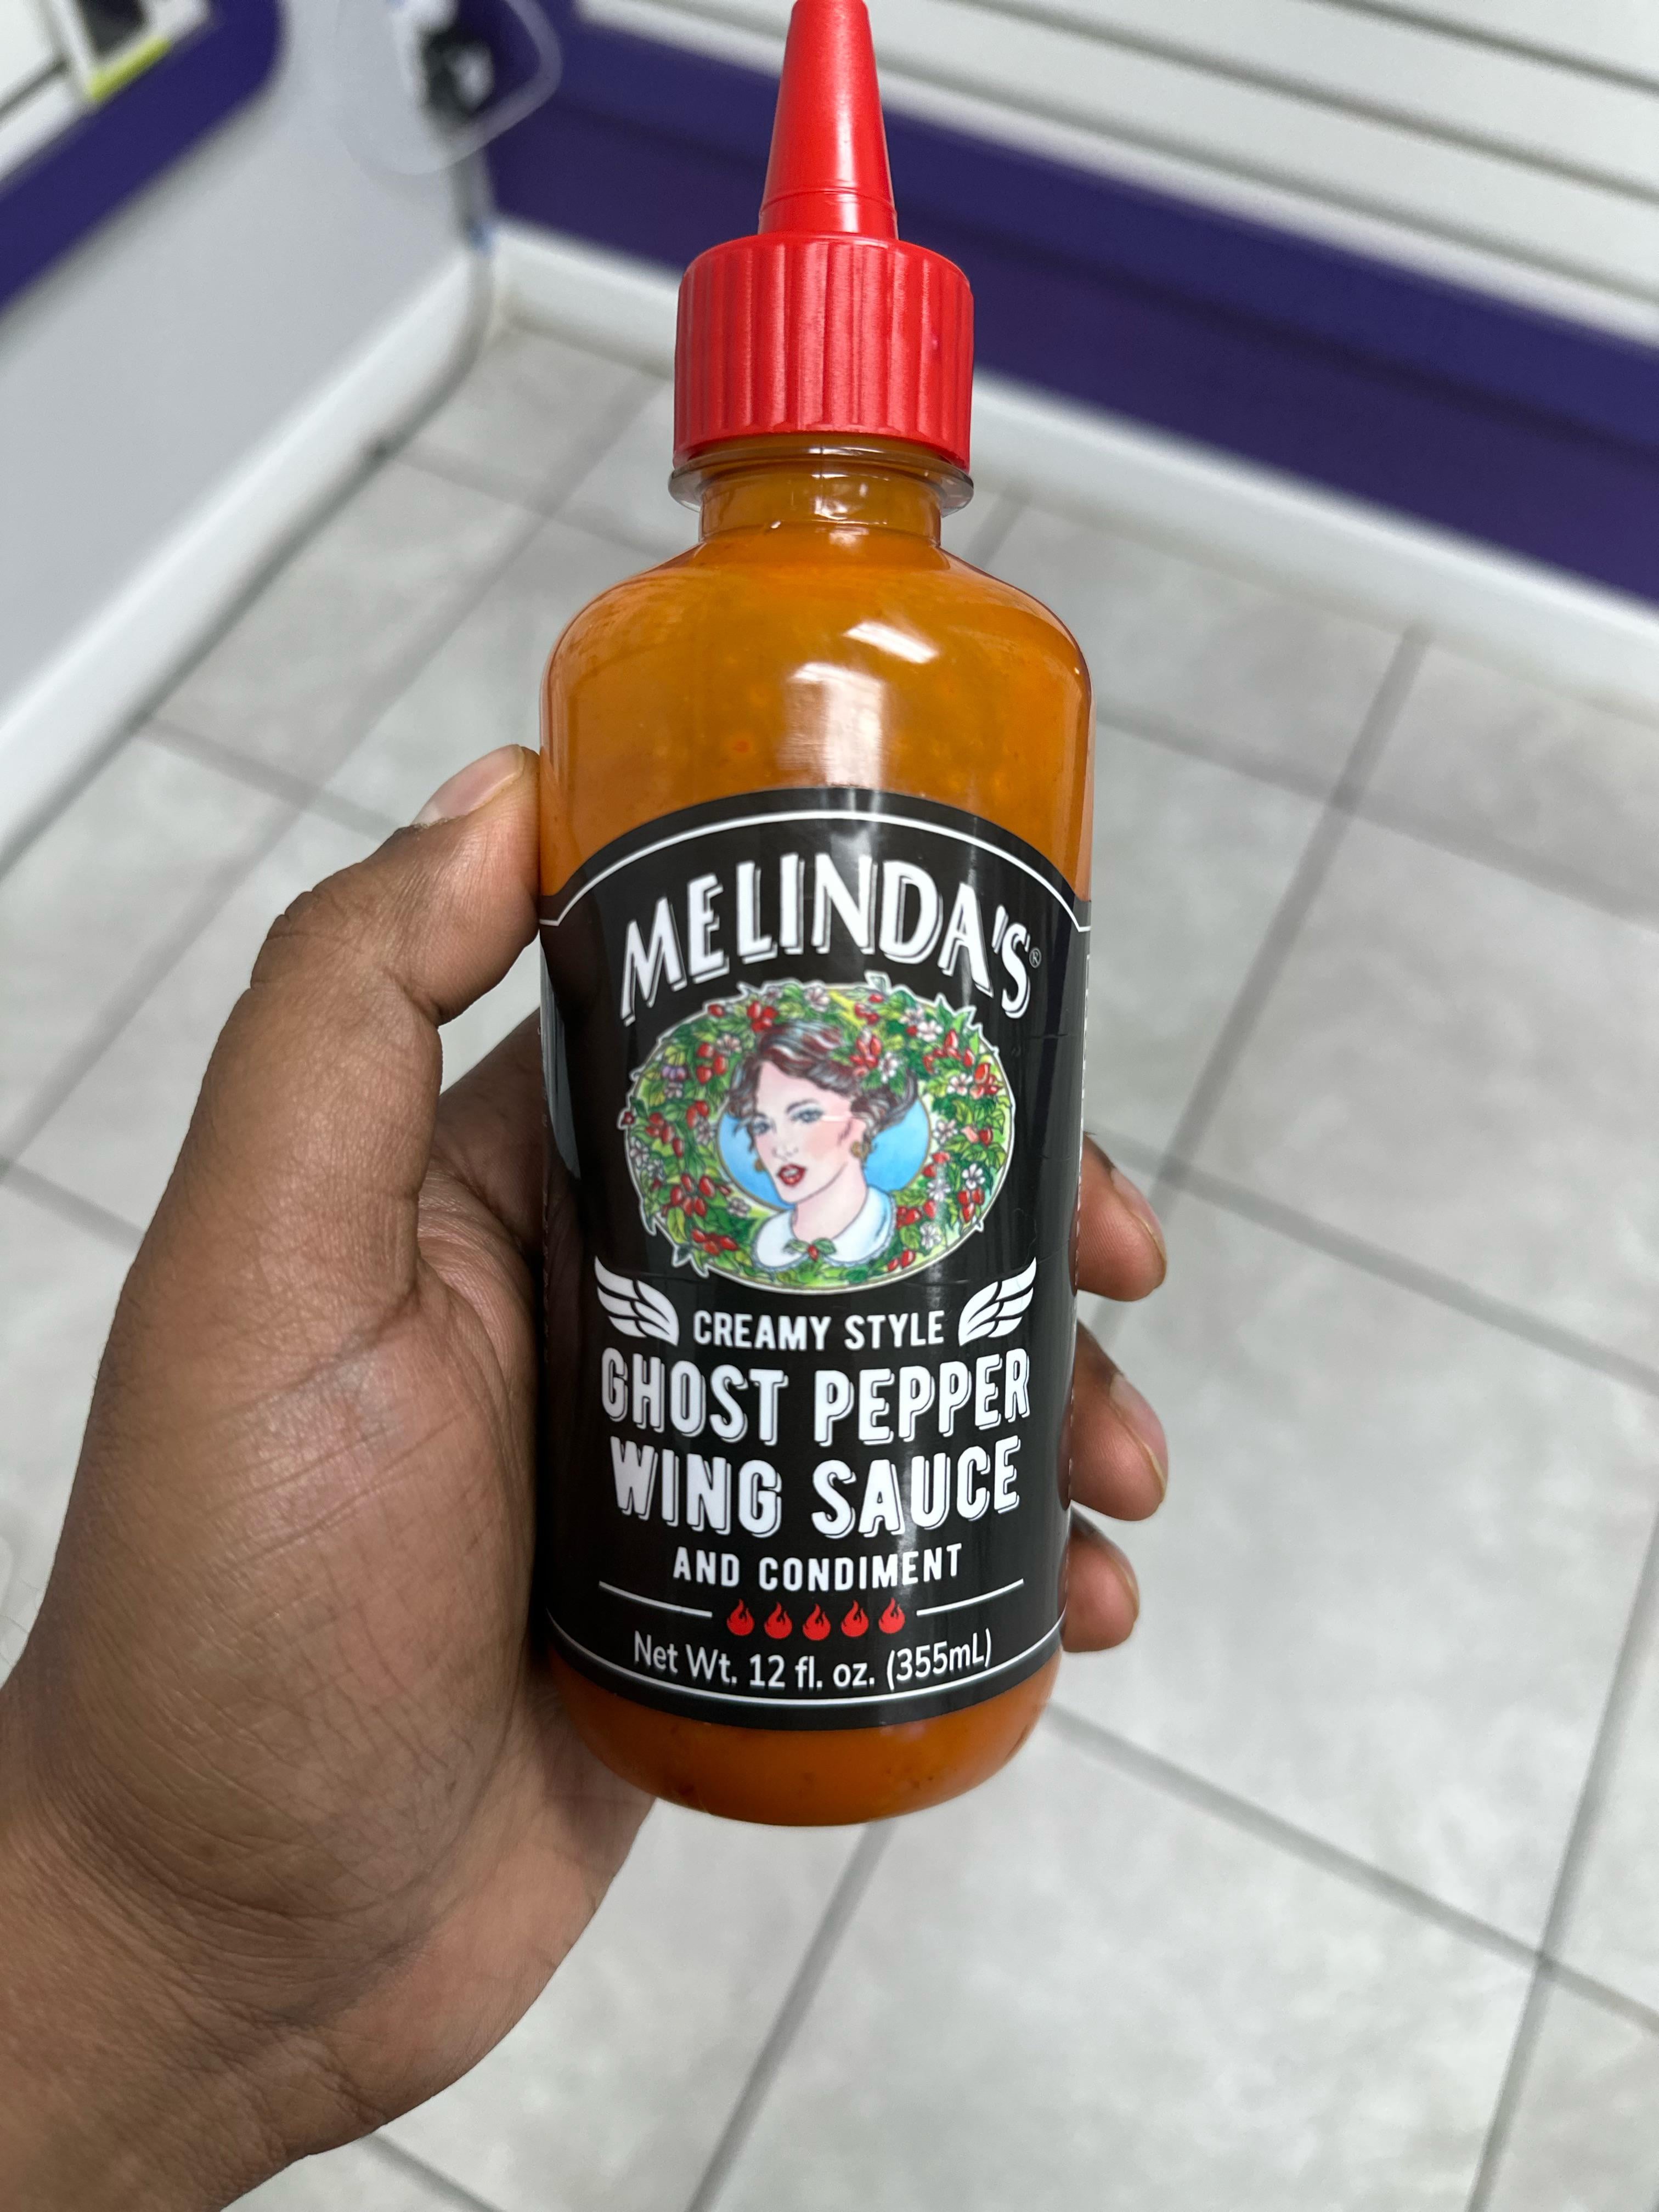 MELINDA'S®
CREAMY STYLE
GHOST PEPPER
WING SAUCE
AND CONDIMENT
Net Wt. 12 fl. oz. (355mL)